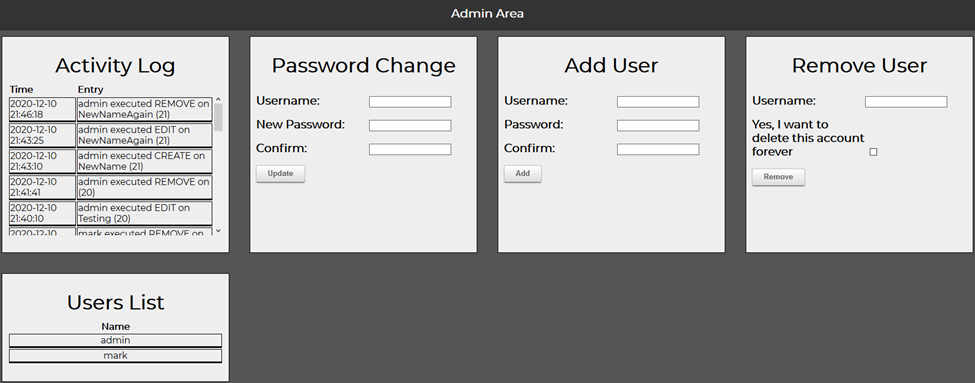 Admin Area
Activity Log
Time Entry
2020-12-10 admin executed REMOVE on
21:46:18 NewNameAgain (21)
2020-12-10 admin executed EDIT on
21:43:25 NewNameAgain (21)
2020-12-10 admin executed CREATE on
21:43:10 NewName (21)
2020-12-10 admin executed REMOVE on
21:41:41 (20)
2020-12-10 admin executed EDIT on
21:40:10 Testing (20)
2020-12-10 mark executed REMOVE on
Password Change
Username:
New Password:
Confirm:
Update
Add User
Username:
Password:
Confirm:
Add
Remove User
Username:
Yes, I want to
delete this account
forever
Remove
Users List
Name
admin
mark